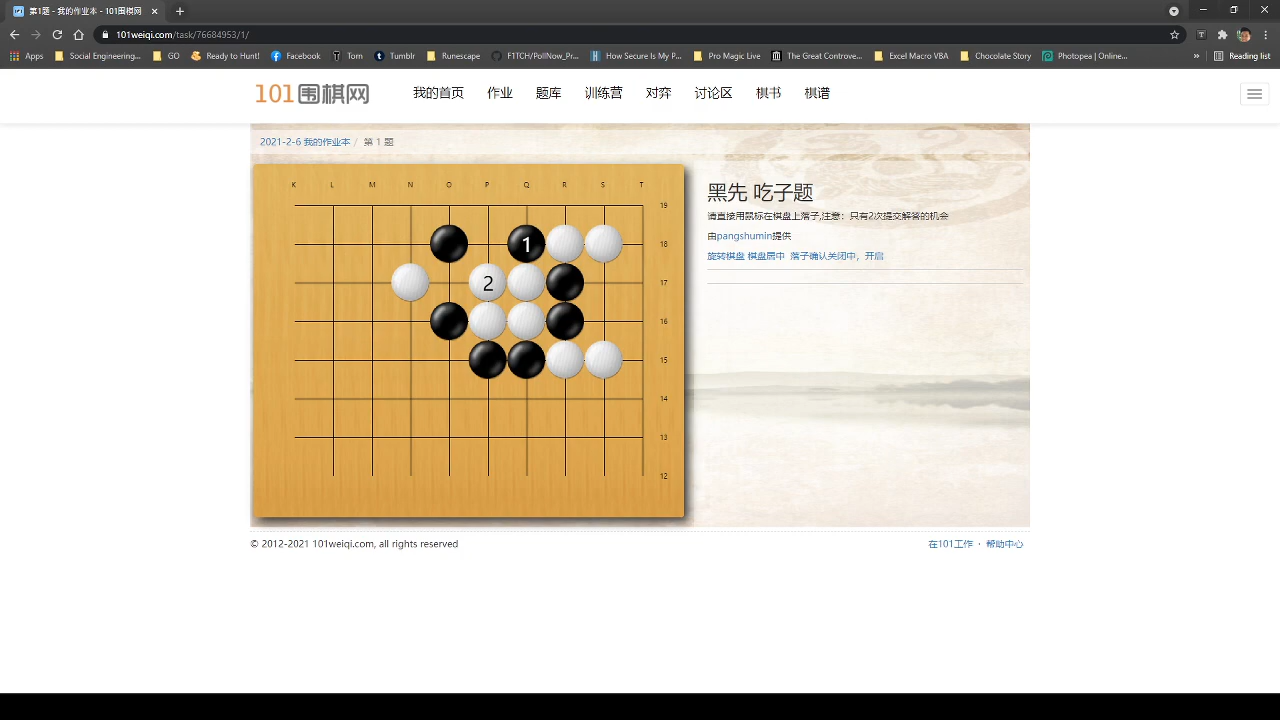 第1题 - 我的作业本 - 101围棋网
101weiqi.com/task/76684953/1/
Apps Social Engineering... GO Ready to Hunt! Facebook Torn Tumblr Runescape F1TCH/PollNow_Pr... How Secure Is My P... Pro Magic Live The Great Controve... Excel Macro VBA Chocolate Story Photopea | Online... » Reading list
101围棋网 我的首页 作业 题库 训练营 对弈 讨论区 棋书 棋谱
2021-2-6 我的作业本 / 第 1 题
K L M N O P Q R S T
19
18
17
16
15
14
13
12
1
2
黑先 吃子题
请直接用鼠标在棋盘上落子,注意：只有2次提交解答的机会
由pangshumin提供
旋转棋盘 棋盘居中 落子确认关闭中，开启
© 2012-2021 101weiqi.com, all rights reserved
在101工作 · 帮助中心